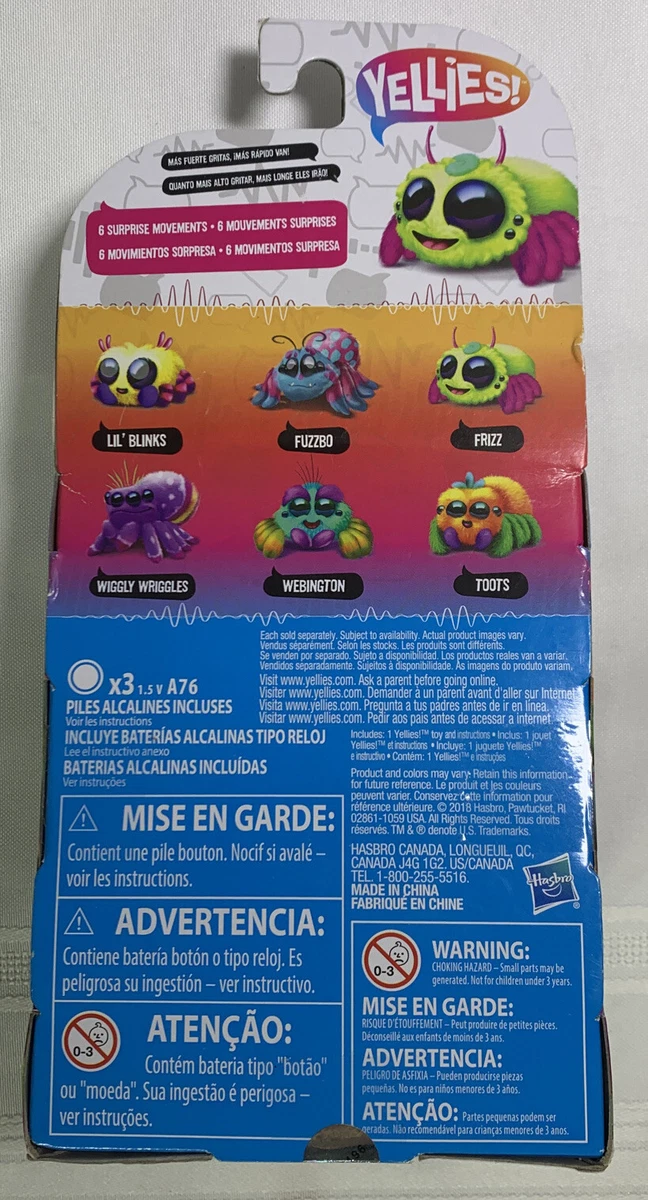 YELLIES!
MÁS FUERTE GRITAS, ¡MÁS RÁPIDO VAN!
QUANTO MAIS ALTO GRITAR, MAIS LONGE ELES IRÃO!
6 SURPRISE MOVEMENTS • 6 MOUVEMENTS SURPRISES
6 MOVIMIENTOS SORPRESA • 6 MOVIMENTOS SURPRESA
LIL' BLINKS
FUZZBO
FRIZZ
WIGGLY WRIGGLES
WEBINGTON
TOOTS
Each sold separately. Subject to availability. Actual product images vary.
Vendus séparément. Selon les stocks. Les produits sont différents.
Se venden por separado. Sujeto a disponibilidad. Los productos reales van a variar.
Vendidos separadamente. Sujeitos à disponibilidade. As imagens do produto variam.
x3 1.5 V A76
PILES ALCALINES INCLUSES
Voir les instructions
INCLUYE BATERÍAS ALCALINAS TIPO RELOJ
Lee el instructivo anexo
BATERIAS ALCALINAS INCLUÍDAS
Ver instruções
Visit www.yellies.com. Ask a parent before going online.
Visiter www.yellies.com. Demander à un parent avant d'aller sur Internet
Visita www.yellies.com. Pregunta a tus padres antes de ir en línea.
Visitar www.yellies.com. Pedir aos pais antes de acessar a internet
Includes: 1 Yellies!™ toy and instructions • Inclus: 1 jouet
Yellies!™ et instructions • Incluye: 1 juguete Yellies!™
e instructivo • Contém: 1 Yellies!™ e instruções
Product and colors may vary. Retain this information
for future reference. Le produit et les couleurs
peuvent varier. Conservez cette information pour
référence ultérieure. © 2018 Hasbro, Pawtucket, RI
02861-1059 USA. All Rights Reserved. Tous droits
réservés. TM & ® denote U.S. Trademarks.
HASBRO CANADA, LONGUEUIL, QC,
CANADA J4G 1G2. US/CANADA
TEL. 1-800-255-5516.
MADE IN CHINA
FABRIQUÉ EN CHINE
Hasbro
MISE EN GARDE:
Contient une pile bouton. Nocif si avalé –
voir les instructions.
ADVERTENCIA:
Contiene batería botón o tipo reloj. Es
peligrosa su ingestión – ver instructivo.
0-3
ATENÇÃO:
Contém bateria tipo "botão"
ou "moeda". Sua ingestão é perigosa –
ver instruções.
0-3
WARNING:
CHOKING HAZARD – Small parts may be
generated. Not for children under 3 years.
MISE EN GARDE:
RISQUE D'ÉTOUFFEMENT – Peut produire de petites pièces.
Déconseillé aux enfants de moins de 3 ans.
ADVERTENCIA:
PELIGRO DE ASFIXIA – Pueden producirse piezas
pequeñas. No es para niños menores de 3 años.
ATENÇÃO: Partes pequenas podem ser
geradas. Não recomendável para crianças menores de 3 anos.